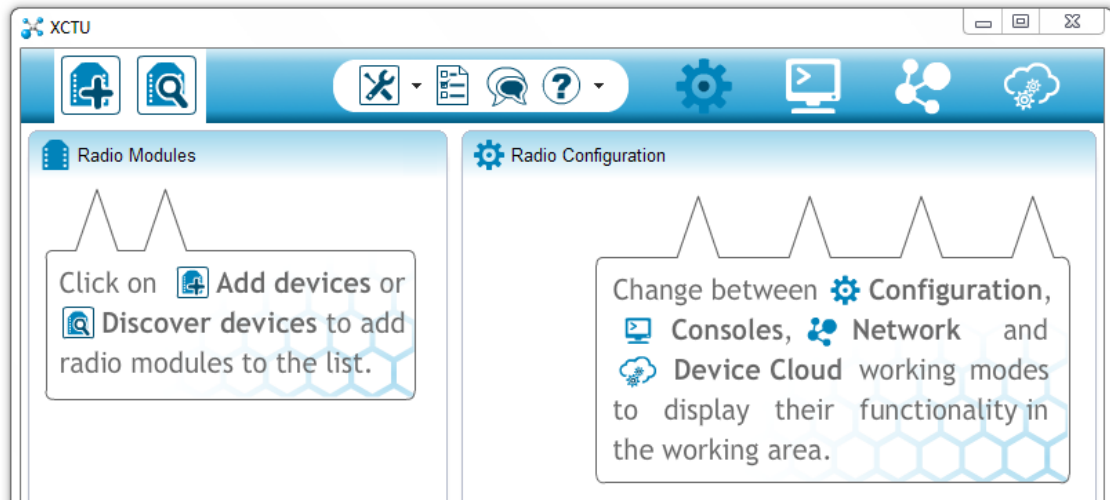 XCTU
Radio Modules
Radio Configuration
Click on Add devices or
Discover devices to add
radio modules to the list.
Change between Configuration,
Consoles, Network and
Device Cloud working modes
to display their functionality in
the working area.